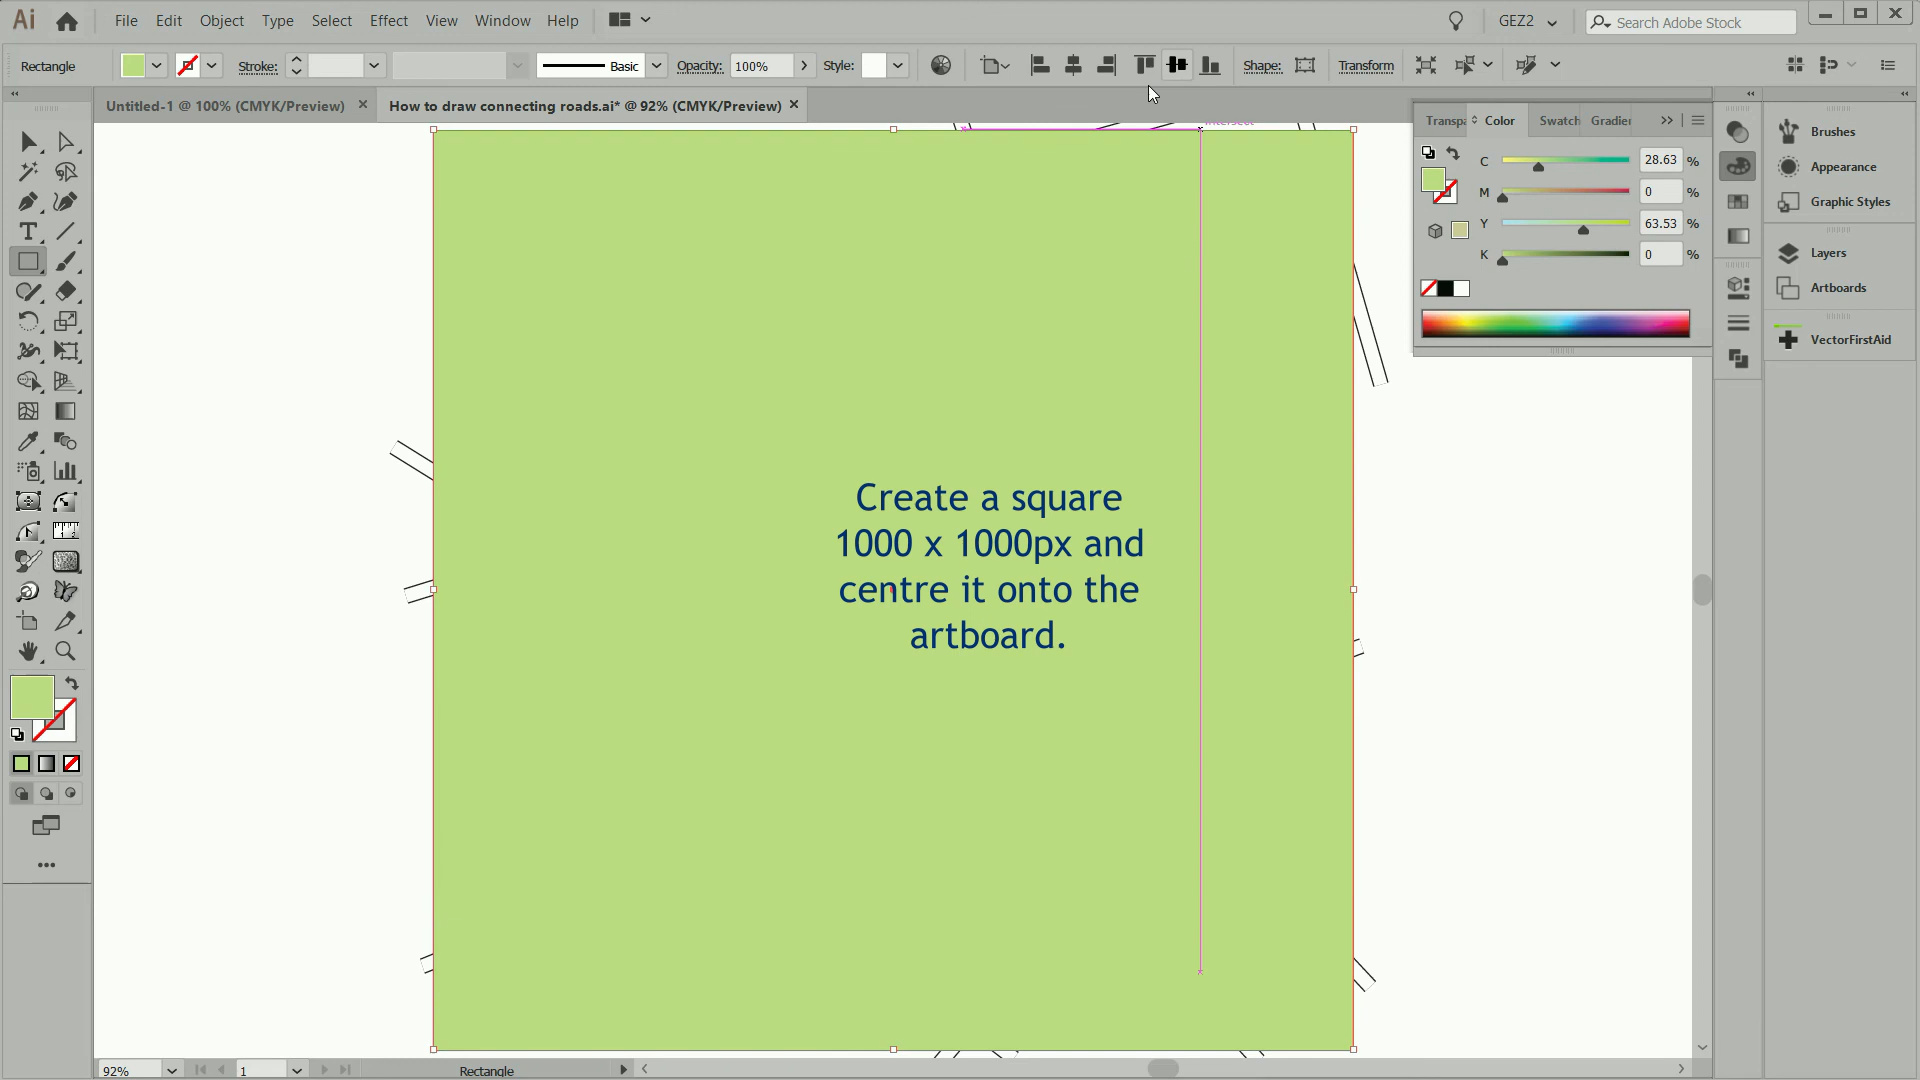 Ai File Edit Object Type Select Effect View Window Help GEZ2 Search Adobe Stock
Rectangle Stroke: Basic Opacity: 100% Style: Shape: Transform
Untitled-1 @ 100% (CMYK/Preview) How to draw connecting roads.ai* @ 92% (CMYK/Preview)
Transpa Color Swatch Gradier
C 28.63 %
M 0 %
Y 63.53 %
K 0 %
Brushes
Appearance
Graphic Styles
Layers
Artboards
VectorFirstAid
Create a square
1000 x 1000px and
centre it onto the
artboard.
92% 1 Rectangle